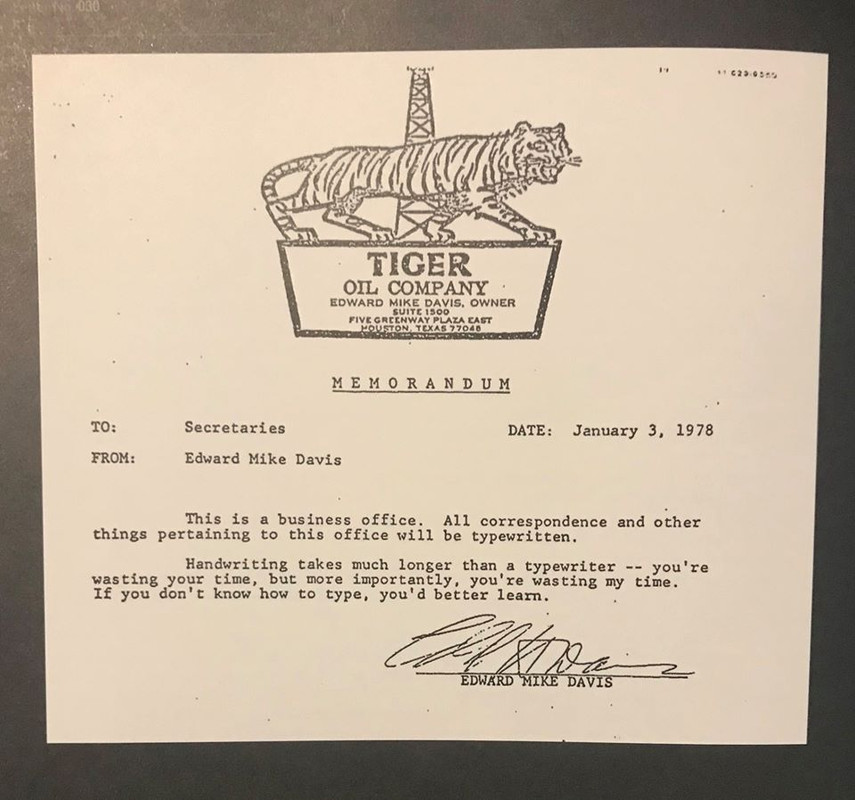 TIGER
OIL COMPANY
EDWARD MIKE DAVIS, OWNER
SUITE 1500
FIVE GREENWAY PLAZA EAST
HOUSTON, TEXAS 77046
MEMORANDUM
TO: Secretaries DATE: January 3, 1978
FROM: Edward Mike Davis
This is a business office. All correspondence and other
things pertaining to this office will be typewritten.
Handwriting takes much longer than a typewriter -- you're
wasting your time, but more importantly, you're wasting my time.
If you don't know how to type, you'd better learn.
EDWARD MIKE DAVIS